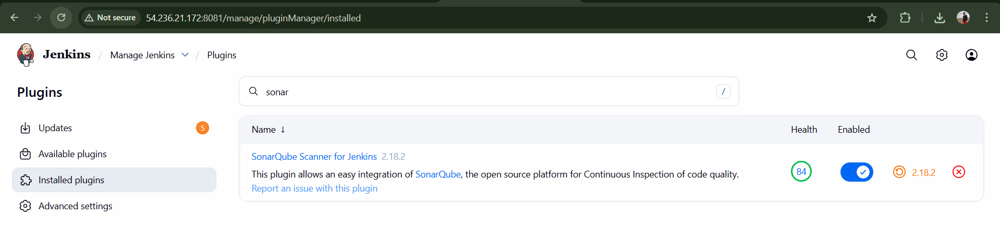 Not secure 54.236.21.172:8081/manage/pluginManager/installed
Jenkins / Manage Jenkins / Plugins
Plugins
sonar /
Updates 5
Available plugins
Installed plugins
Advanced settings
Name ↓ Health Enabled
SonarQube Scanner for Jenkins 2.18.2
This plugin allows an easy integration of SonarQube, the open source platform for Continuous Inspection of code quality.
Report an issue with this plugin
84 2.18.2